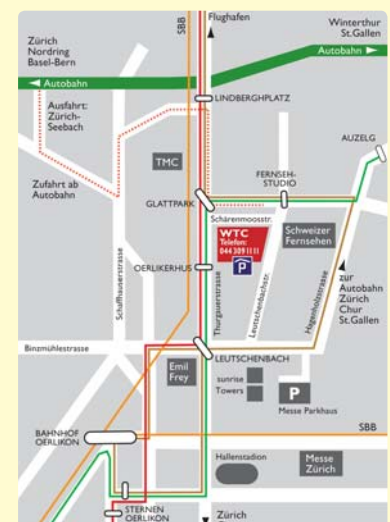 Flughafen
SBB
Winterthur
St.Gallen
Zürich
Nordring
Basel-Bern
Autobahn
Autobahn
LINDBERGHPLATZ
Ausfahrt:
Zürich-
Seebach
AUZELG
TMC
FERNSEH-
STUDIO
Zufahrt ab
Autobahn
GLATTPARK
Schärenmoosstr.
WTC
Telefon:
044 309 11 11
P
Schweizer
Fernsehen
OERLIKERHUS
Schaffhauserstrasse
Thurgauerstrasse
Leutschenbachstr.
Hagenholzstrasse
zur
Autobahn
Zürich
Chur
St.Gallen
Binzmühlestrasse
LEUTSCHENBACH
Emil
Frey
sunrise
Towers
P
Messe Parkhaus
BAHNHOF
OERLIKON
SBB
Hallenstadion
Messe
Zürich
STERNEN
OERLIKON
Zürich